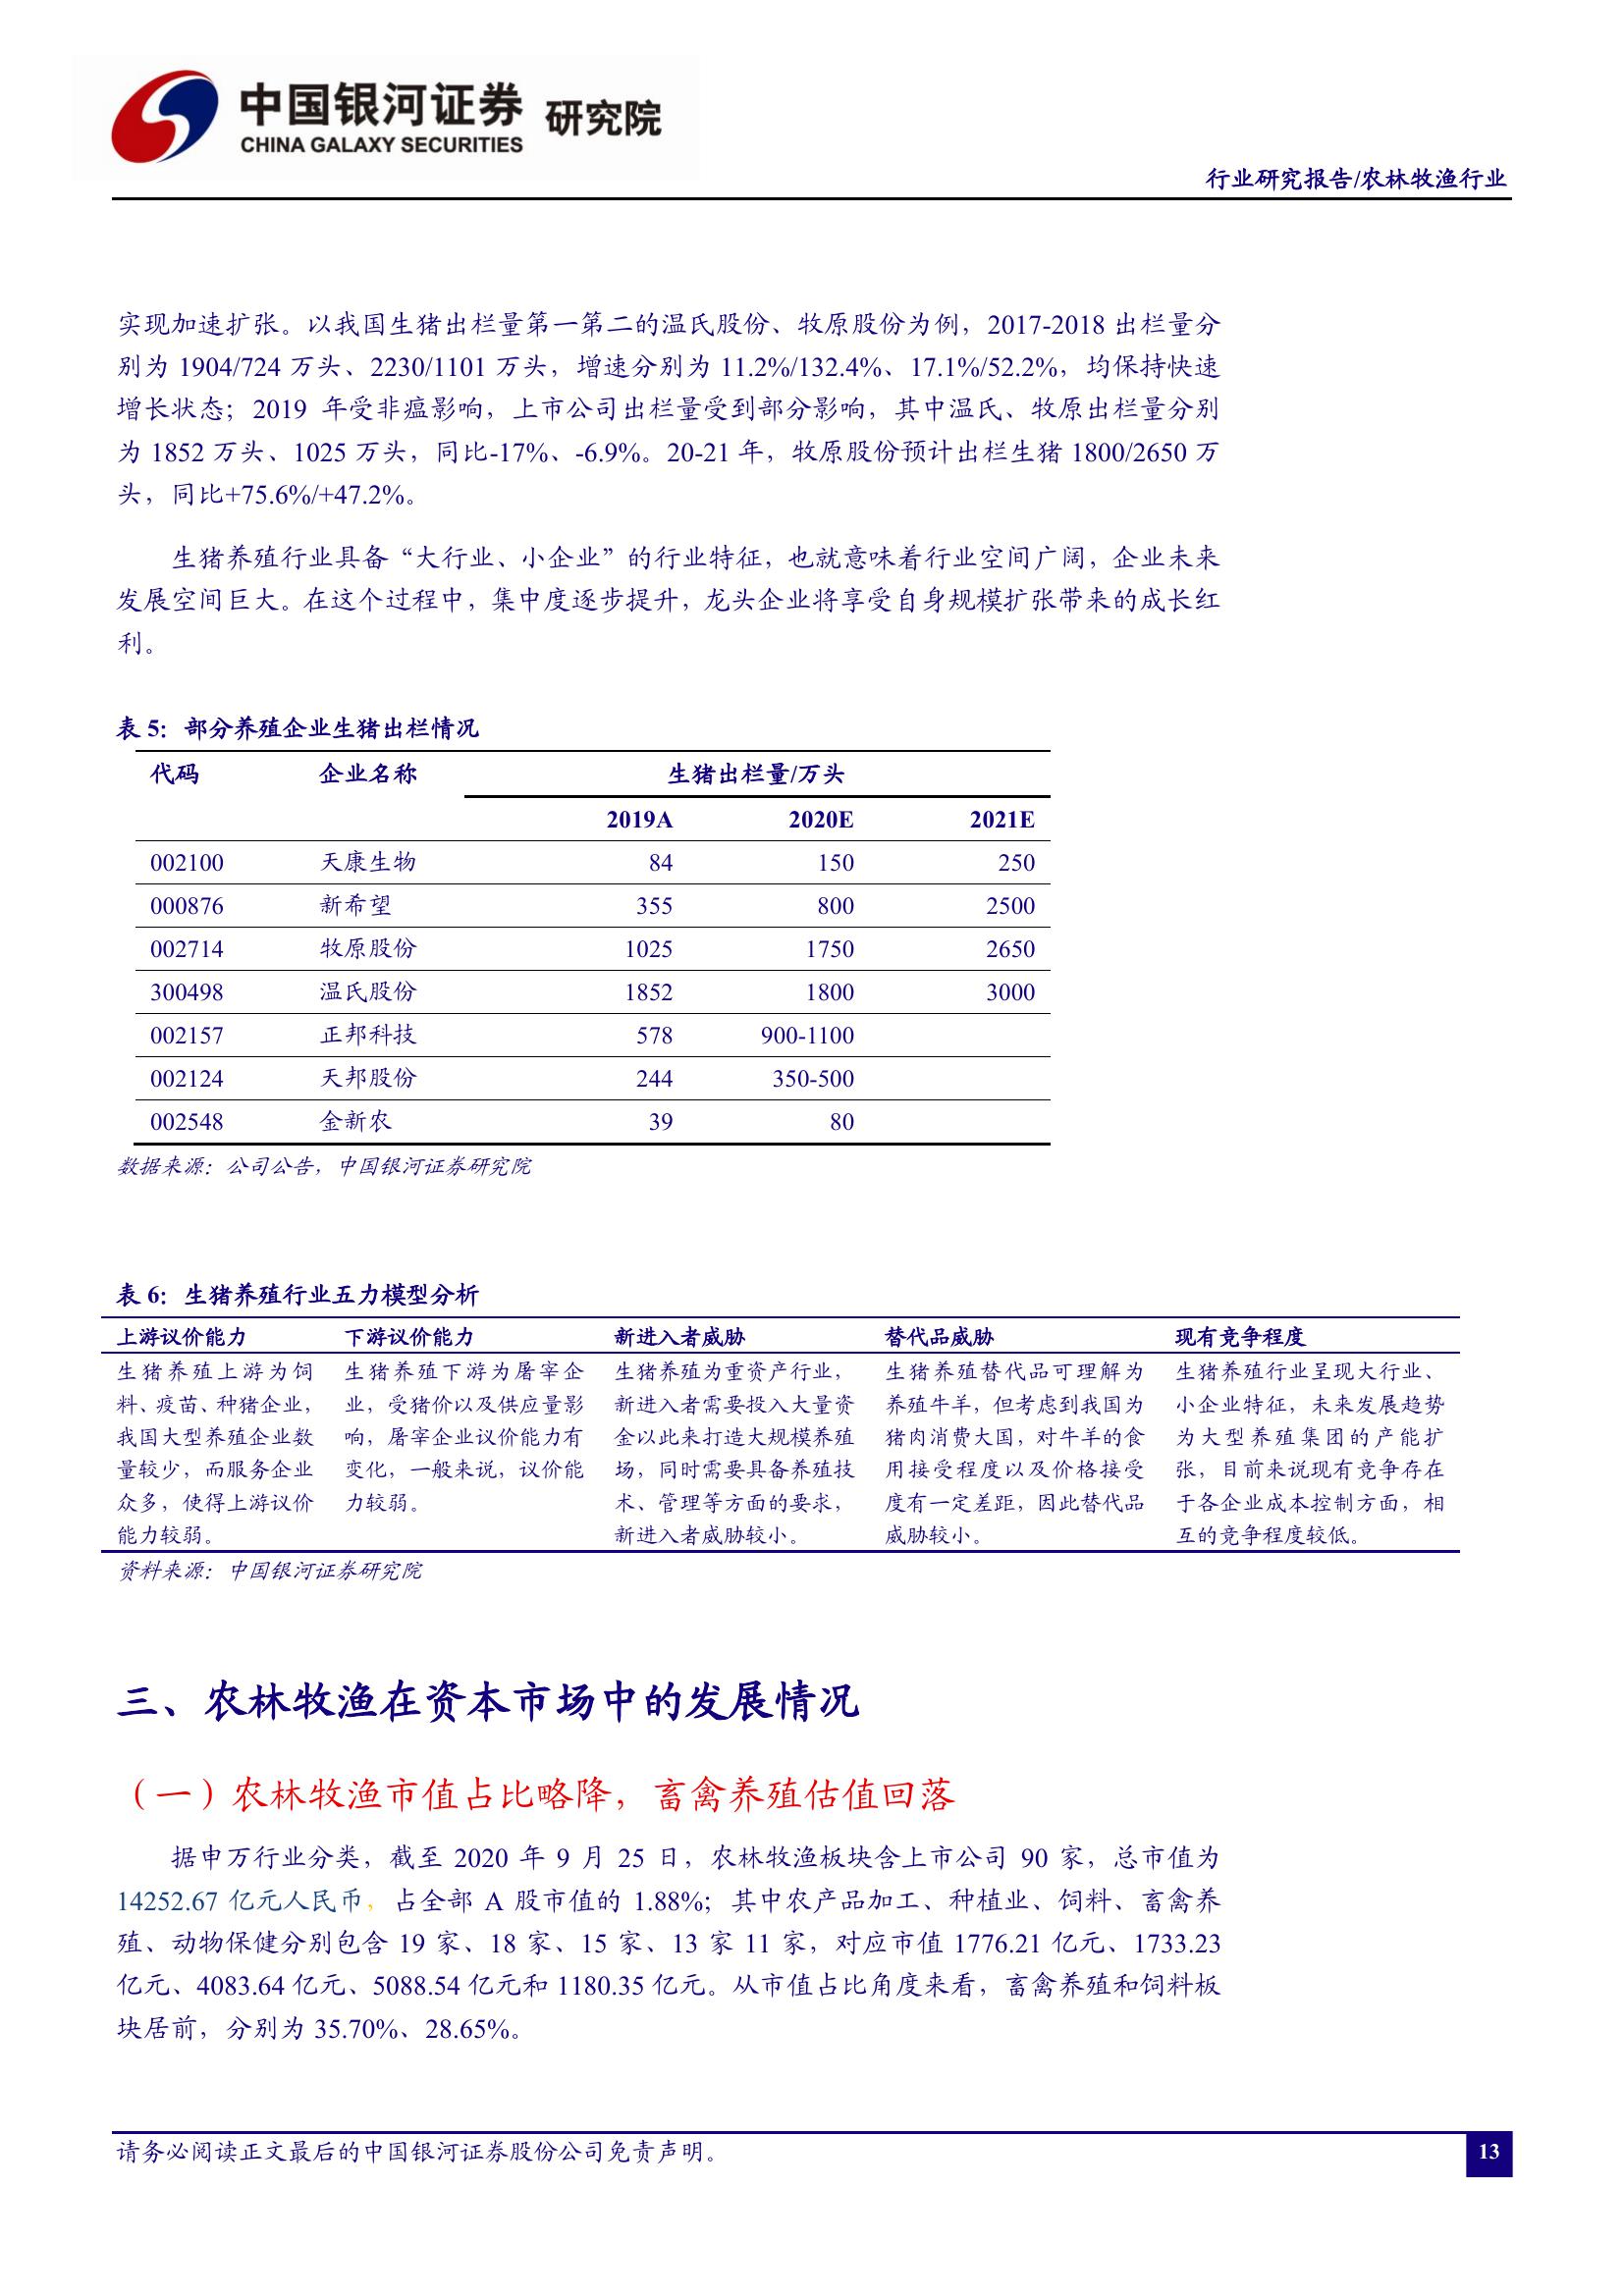 中国银河证券 研究院
CHINA GALAXY SECURITIES
行业研究报告/农林牧渔行业
实现加速扩张。以我国生猪出栏量第一第二的温氏股份、牧原股份为例，2017-2018 出栏量分
别为 1904/724 万头、2230/1101 万头，增速分别为 11.2%/132.4%、17.1%/52.2%，均保持快速
增长状态；2019 年受非瘟影响，上市公司出栏量受到部分影响，其中温氏、牧原出栏量分别
为 1852 万头、1025 万头，同比-17%、-6.9%。20-21 年，牧原股份预计出栏生猪 1800/2650 万
头，同比+75.6%/+47.2%。
生猪养殖行业具备“大行业、小企业”的行业特征，也就意味着行业空间广阔，企业未来
发展空间巨大。在这个过程中，集中度逐步提升，龙头企业将享受自身规模扩张带来的成长红
利。
表 5：部分养殖企业生猪出栏情况
代码 企业名称 生猪出栏量/万头
2019A 2020E 2021E
002100 天康生物 84 150 250
000876 新希望 355 800 2500
002714 牧原股份 1025 1750 2650
300498 温氏股份 1852 1800 3000
002157 正邦科技 578 900-1100
002124 天邦股份 244 350-500
002548 金新农 39 80
数据来源：公司公告，中国银河证券研究院
表 6：生猪养殖行业五力模型分析
上游议价能力 下游议价能力 新进入者威胁 替代品威胁 现有竞争程度
生猪养殖上游为饲 生猪养殖下游为屠宰企 生猪养殖为重资产行业， 生猪养殖替代品可理解为 生猪养殖行业呈现大行业、
料、疫苗、种猪企业， 业，受猪价以及供应量影 新进入者需要投入大量资 养殖牛羊，但考虑到我国为 小企业特征，未来发展趋势
我国大型养殖企业数 响，屠宰企业议价能力有 金以此来打造大规模养殖 猪肉消费大国，对牛羊的食 为大型养殖集团的产能扩
量较少，而服务企业 变化，一般来说，议价能 场，同时需要具备养殖技 用接受程度以及价格接受 张，目前来说现有竞争存在
众多，使得上游议价 力较弱。 术、管理等方面的要求， 度有一定差距，因此替代品 于各企业成本控制方面，相
能力较弱。 新进入者威胁较小。 威胁较小。 互的竞争程度较低。
资料来源：中国银河证券研究院
三、农林牧渔在资本市场中的发展情况
（一）农林牧渔市值占比略降，畜禽养殖估值回落
据申万行业分类，截至 2020 年 9 月 25 日，农林牧渔板块含上市公司 90 家，总市值为
14252.67 亿元人民币，占全部 A 股市值的 1.88%；其中农产品加工、种植业、饲料、畜禽养
殖、动物保健分别包含 19 家、18 家、15 家、13 家 11 家，对应市值 1776.21 亿元、1733.23
亿元、4083.64 亿元、5088.54 亿元和 1180.35 亿元。从市值占比角度来看，畜禽养殖和饲料板
块居前，分别为 35.70%、28.65%。
请务必阅读正文最后的中国银河证券股份公司免责声明。
13